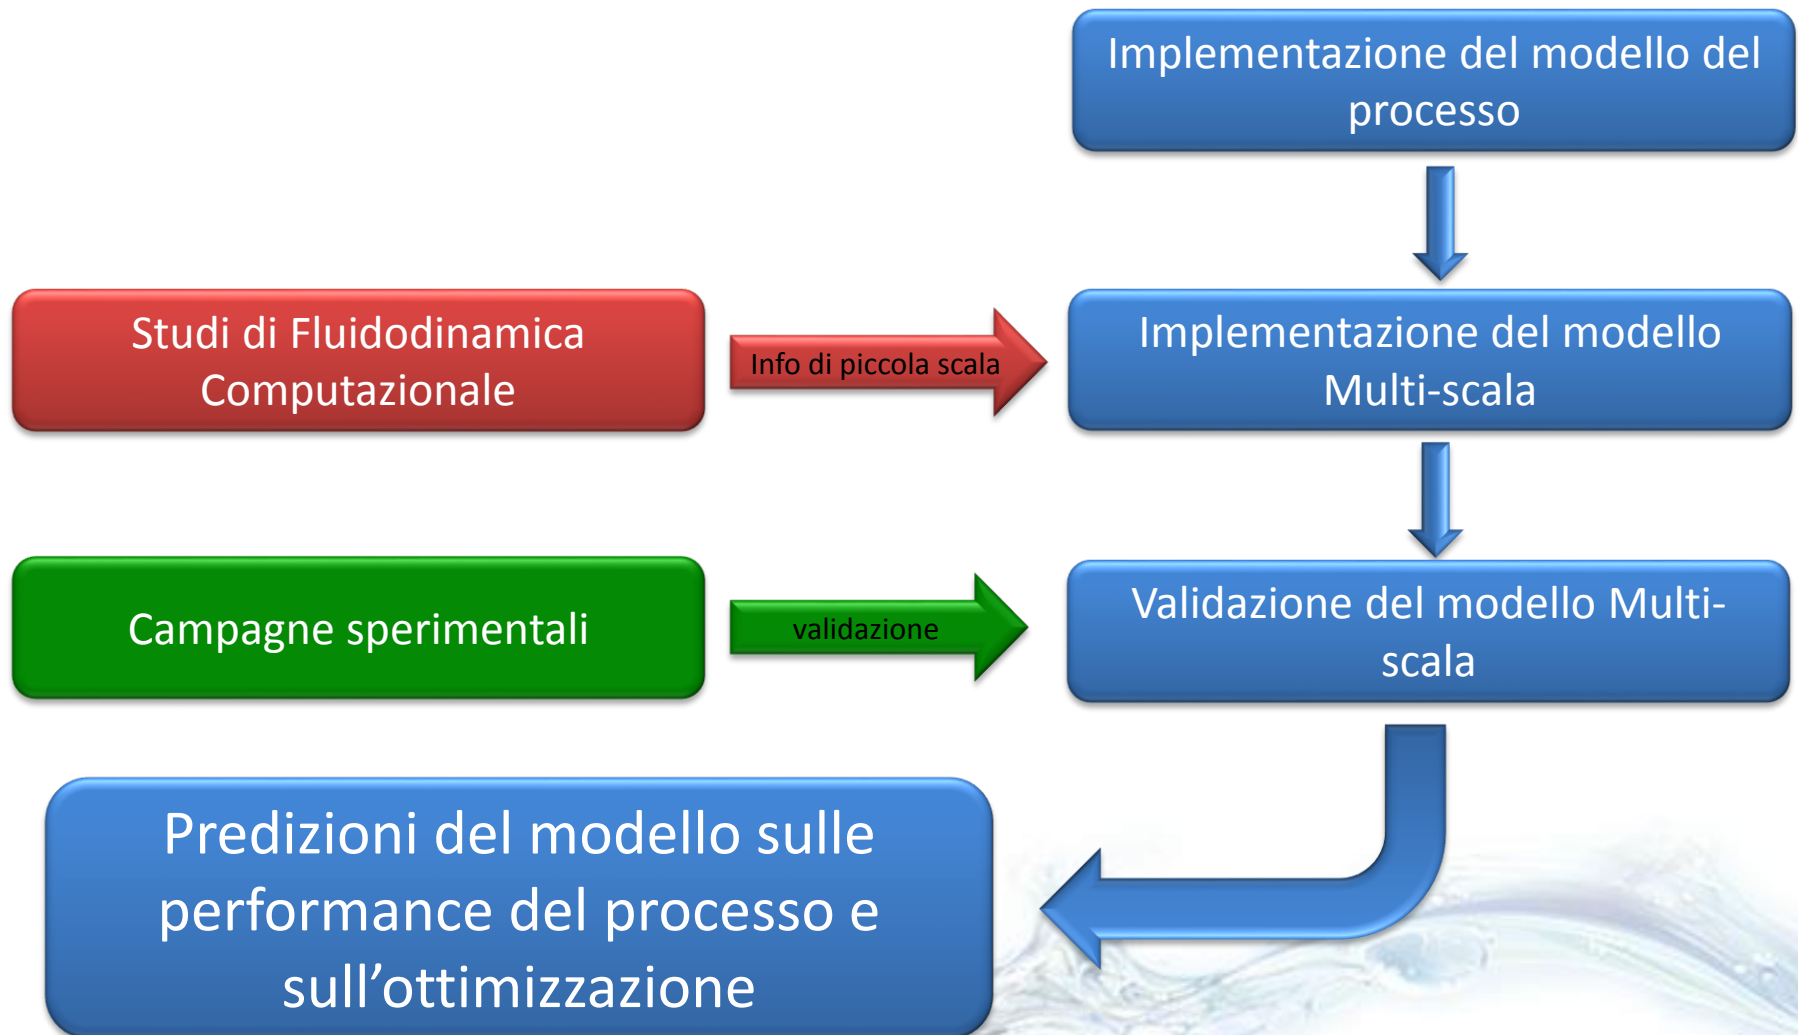 Implementazione del modello del
processo
Studi di Fluidodinamica
Computazionale
Info di piccola scala
Implementazione del modello
Multi-scala
Campagne sperimentali
validazione
Validazione del modello Multi-
scala
Predizioni del modello sulle
performance del processo e
sull’ottimizzazione